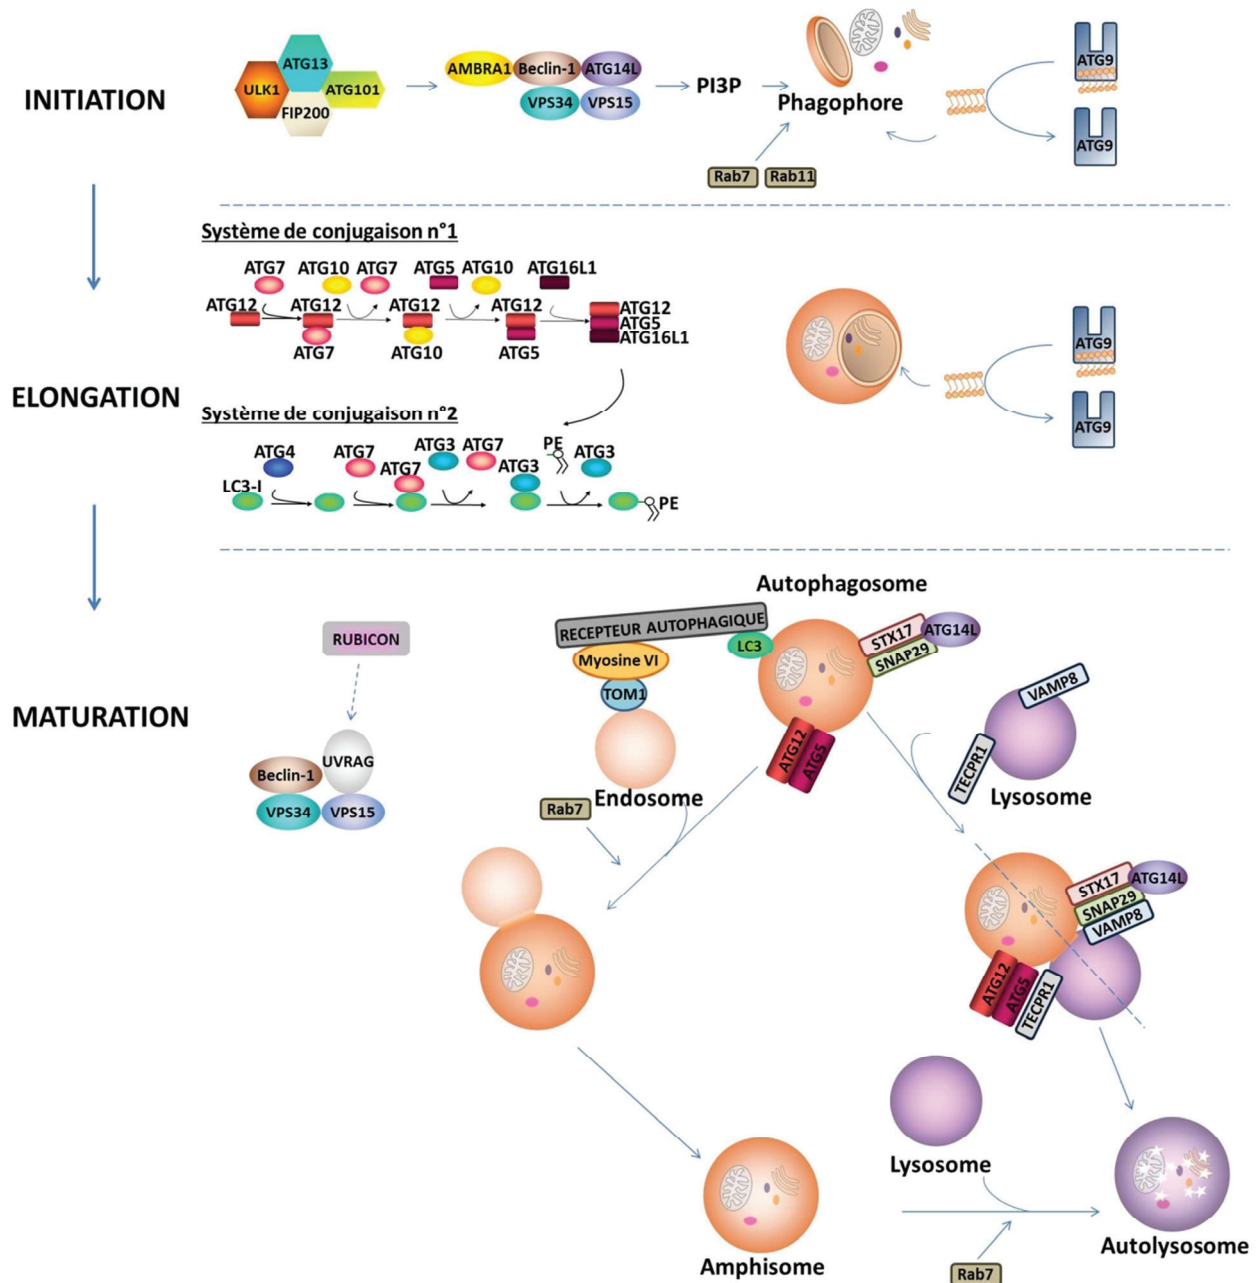 INITIATION
ULK1
ATG13
ATG101
FIP200
AMBRA1
Beclin-1
ATG14L
VPS34
VPS15
PI3P
Phagophore
Rab7
Rab11
ATG9
ATG9
ELONGATION
Système de conjugaison n°1
ATG7
ATG10
ATG7
ATG5
ATG10
ATG16L1
ATG12
ATG12
ATG12
ATG12
ATG12
ATG5
ATG16L1
ATG7
ATG10
ATG5
ATG9
ATG9
Système de conjugaison n°2
ATG4
ATG7
ATG7
ATG3
ATG7
ATG3
PE
ATG3
LC3-I
PE
MATURATION
RUBICON
UVRAG
Beclin-1
VPS34
VPS15
Autophagosome
RECEPTEUR AUTOPHAGIQUE
Myosine VI
TOM1
LC3
STX17
SNAP29
ATG14L
ATG12
ATG5
Endosome
Rab7
VAMP8
TECPR1
Lysosome
STX17
SNAP29
VAMP8
ATG14L
ATG12
ATG5
TECPR1
Lysosome
Amphisome
Rab7
Autolysosome